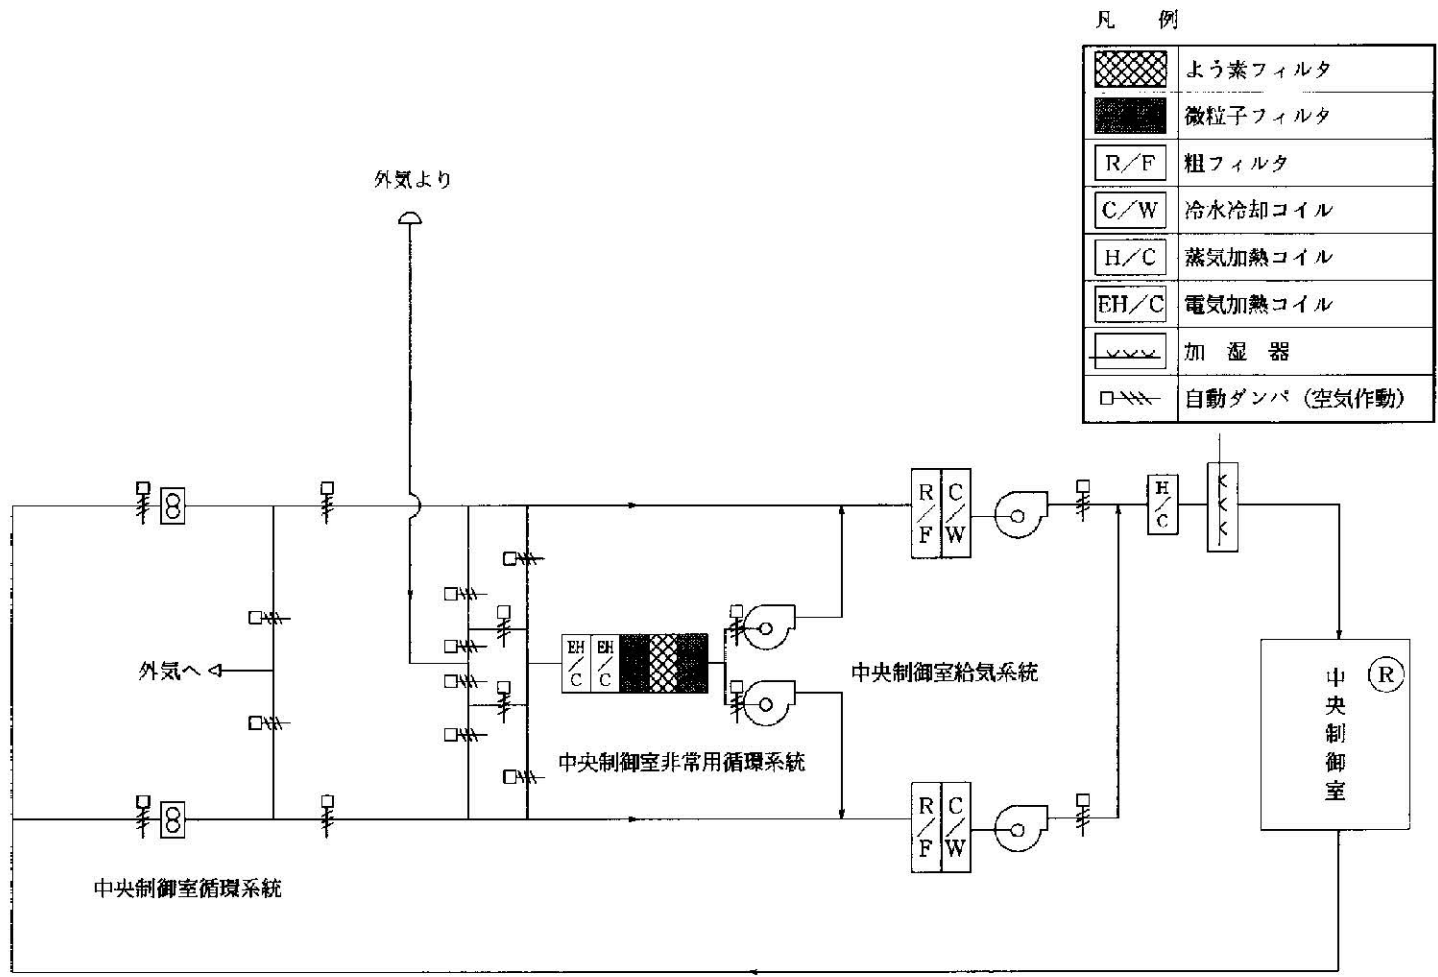 凡 例
よう素フィルタ
微粒子フィルタ
R/F 粗フィルタ
C/W 冷水冷却コイル
H/C 蒸気加熱コイル
EH/C 電気加熱コイル
加 湿 器
自動ダンパ (空気作動)
外気より
R/F
C/W
H/C
外気へ
EH/C
EH/C
中央制御室給気系統
中央制御室
R
中央制御室非常用循環系統
R/F
C/W
中央制御室循環系統